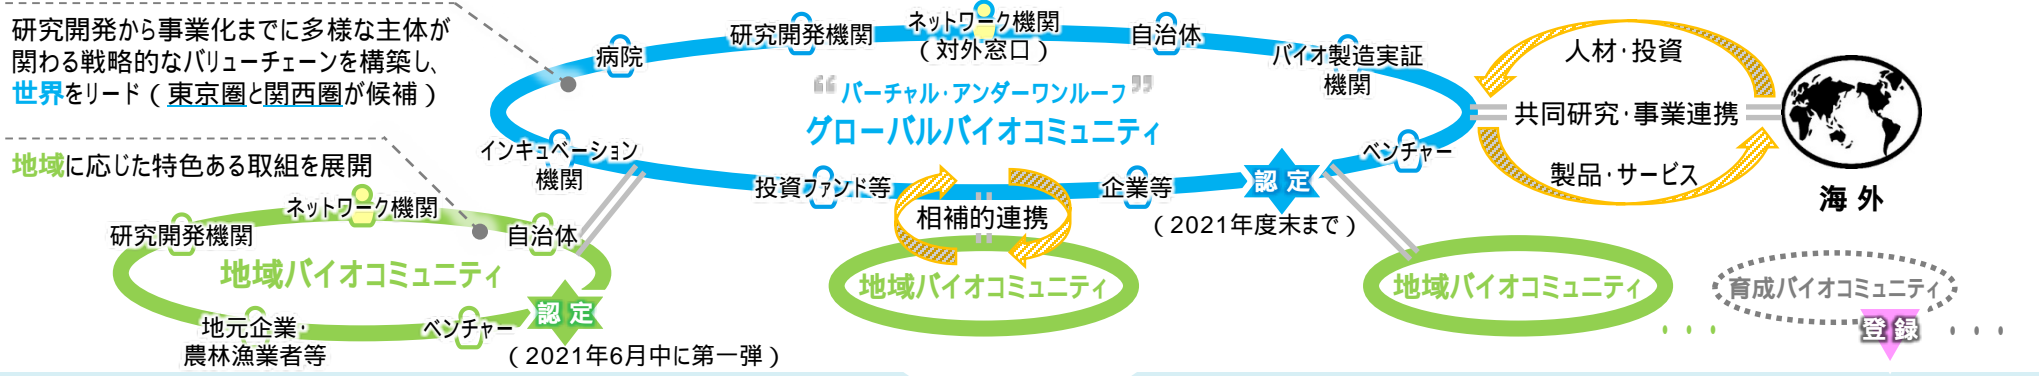 研究開発から事業化までに多様な主体が
関わる戦略的なバリューチェーンを構築し、
世界をリード（東京圏と関西圏が候補）
地域に応じた特色ある取組を展開
病院
研究開発機関
ネットワーク機関
（対外窓口）
自治体
バイオ製造実証
機関
“バーチャル・アンダーワンルーフ”
グローバルバイオコミュニティ
インキュベーション
機関
投資ファンド等
企業等
認定
（2021年度末まで）
ベンチャー
人材・投資
共同研究・事業連携
製品・サービス
海外
相補的連携
ネットワーク機関
研究開発機関
自治体
地域バイオコミュニティ
地元企業・
農林漁業者等
ベンチャー
認定
（2021年6月中に第一弾）
地域バイオコミュニティ
地域バイオコミュニティ
・・・
育成バイオコミュニティ
登録
・・・